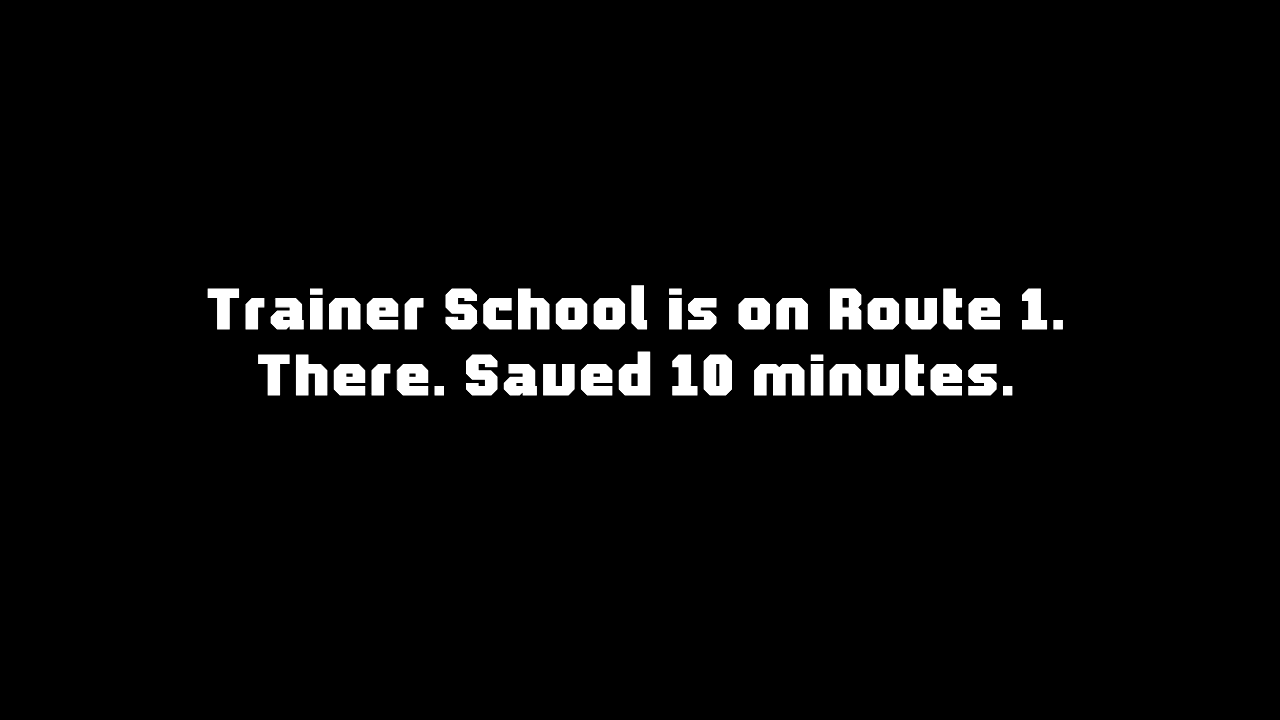 Trainer School is on Route 1.
There. Saved 10 minutes.